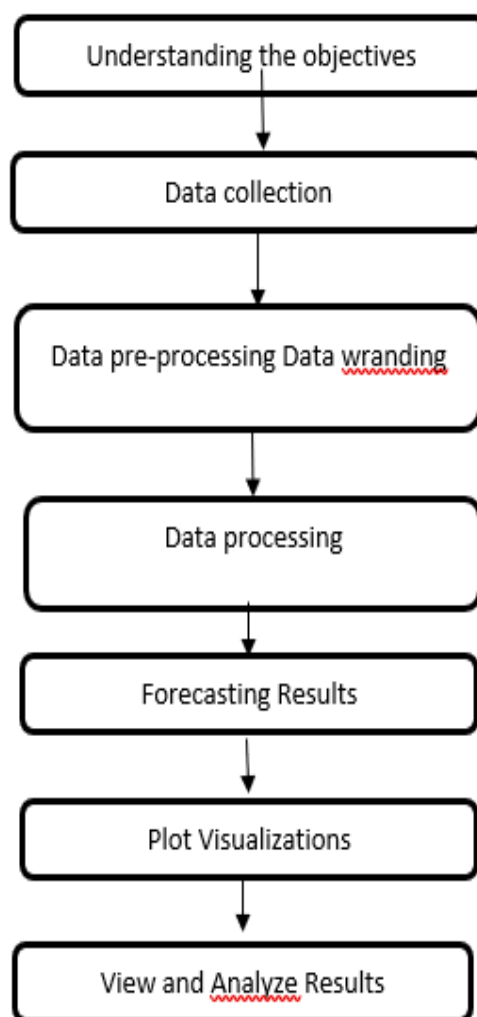 Understanding the objectives
Data collection
Data pre-processing Data wranding
Data processing
Forecasting Results
Plot Visualizations
View and Analyze Results